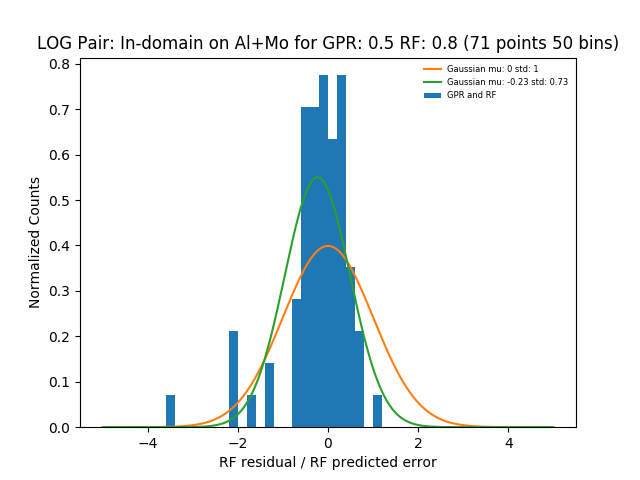 LOG Pair: In-domain on Al+Mo for GPR: 0.5 RF: 0.8 (71 points 50 bins)
Gaussian mu: 0 std: 1
Gaussian mu: -0.23 std: 0.73
GPR and RF
Normalized Counts
0.8
0.7
0.6
0.5
0.4
0.3
0.2
0.1
0.0
−4 −2 0 2 4
RF residual / RF predicted error